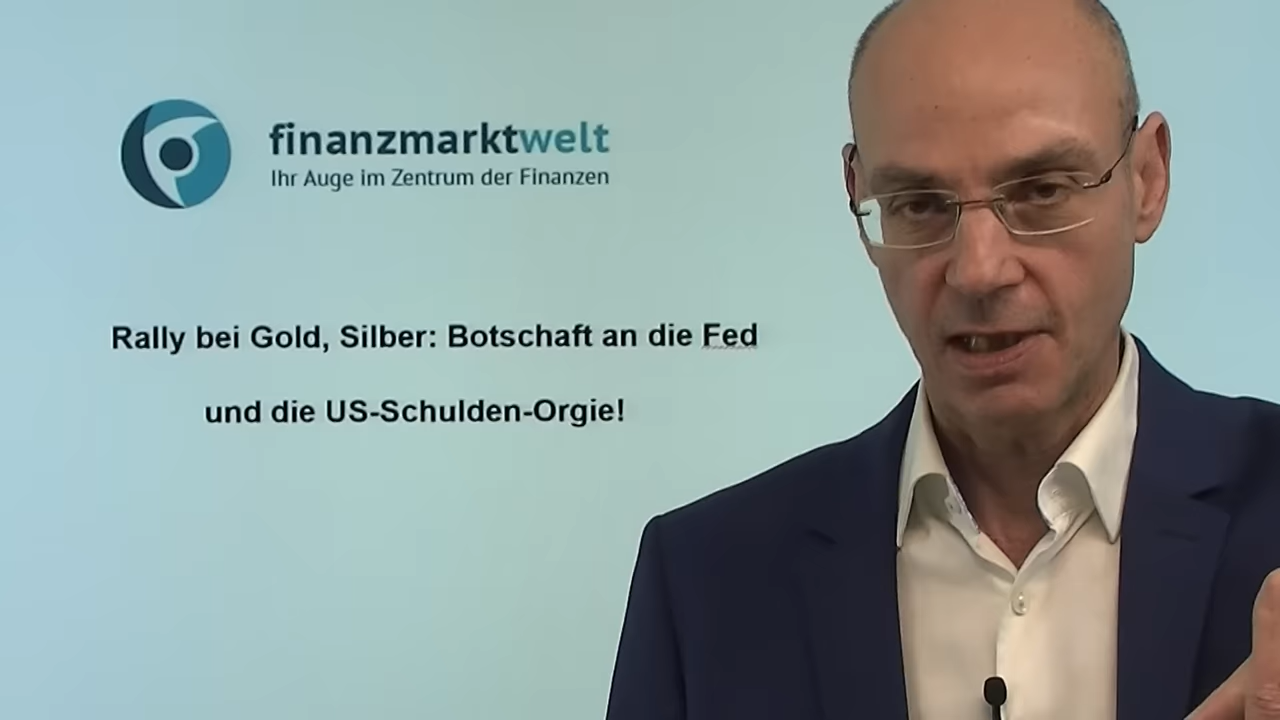 finanzmarktwelt
Ihr Auge im Zentrum der Finanzen
Rally bei Gold, Silber: Botschaft an die Fed
und die US-Schulden-Orgie!